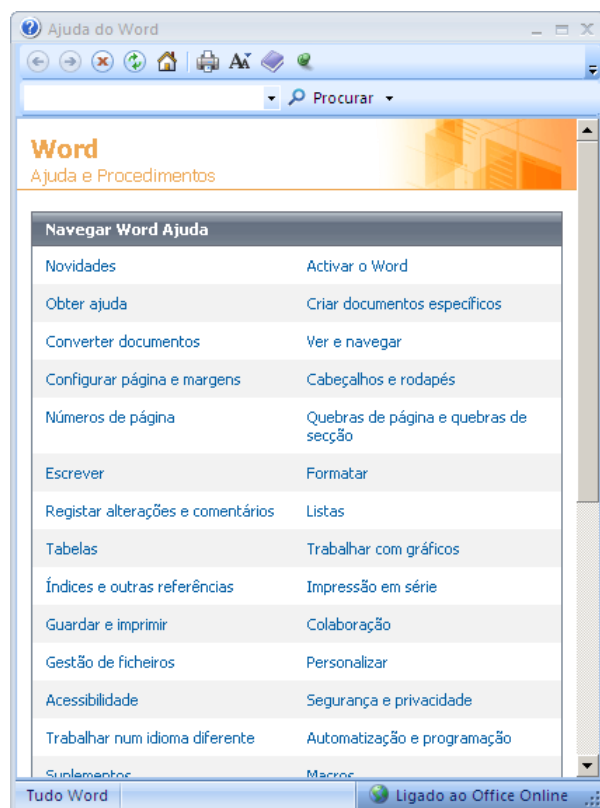 Ajuda do Word
Procurar
Word
Ajuda e Procedimentos
Navegar Word Ajuda
Novidades
Activar o Word
Obter ajuda
Criar documentos específicos
Converter documentos
Ver e navegar
Configurar página e margens
Cabeçalhos e rodapés
Números de página
Quebras de página e quebras de
secção
Escrever
Formatar
Registar alterações e comentários
Listas
Tabelas
Trabalhar com gráficos
Índices e outras referências
Impressão em série
Guardar e imprimir
Colaboração
Gestão de ficheiros
Personalizar
Acessibilidade
Segurança e privacidade
Trabalhar num idioma diferente
Automatização e programação
Suplementos
Macros
Tudo Word
Ligado ao Office Online